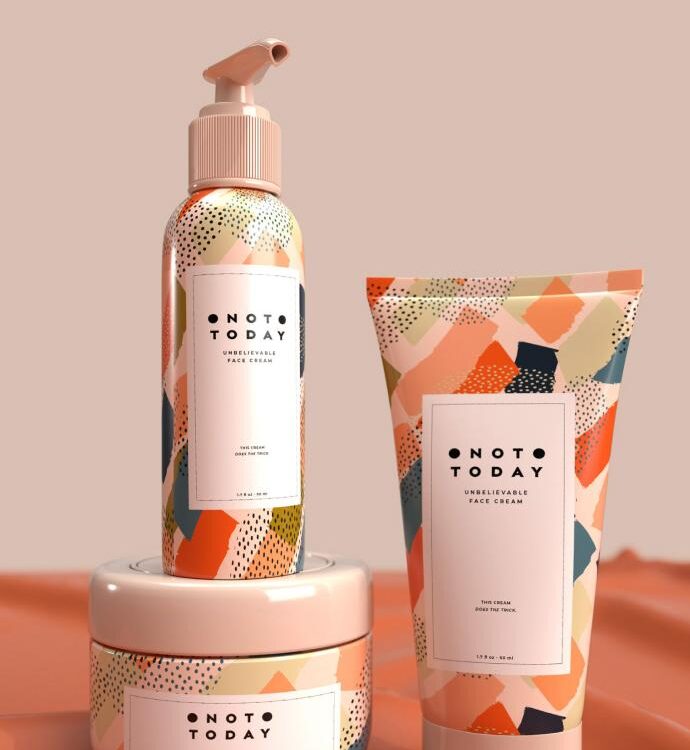 NOT
TODAY
UNBELIEVABLE
FACE CREAM
THIS CREAM
DOES THE TRICK.
NOT
TODAY
UNBELIEVABLE
FACE CREAM
THIS CREAM
DOES THE TRICK.
NOT
TODAY